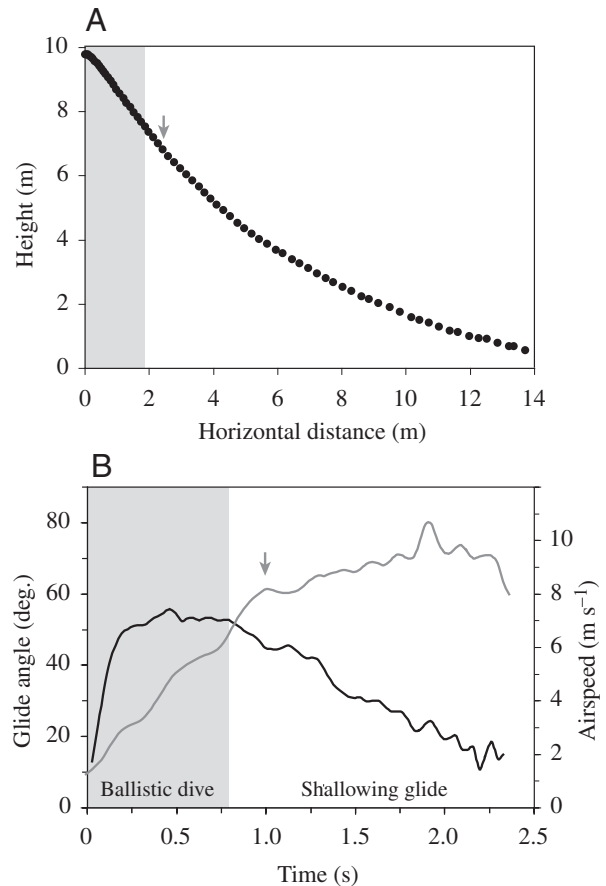 A
10
8
6
4
2
0
Height (m)
0 2 4 6 8 10 12 14
Horizontal distance (m)
B
80
60
40
20
0
Glide angle (deg.)
10
8
6
4
2
0
Airspeed (m s⁻¹)
Ballistic dive Shallowing glide
0 0.5 1.0 1.5 2.0 2.5
Time (s)